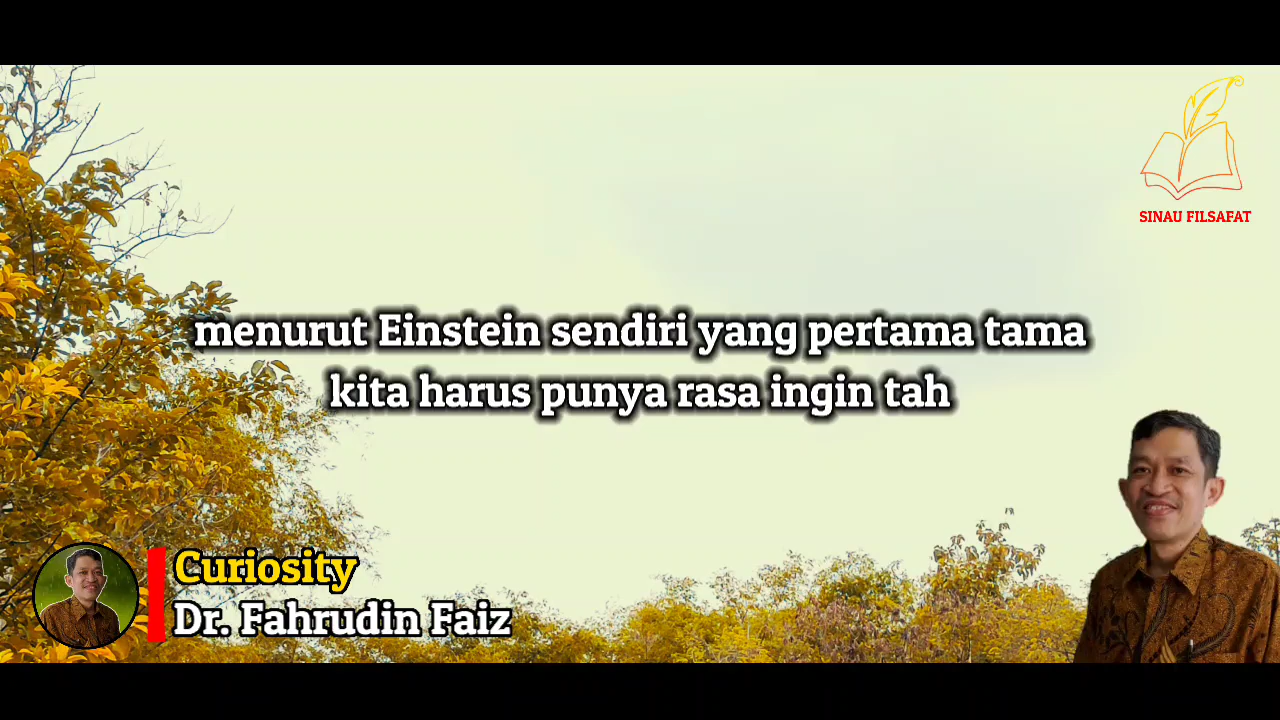 SINAU FILSAFAT
menurut Einstein sendiri yang pertama tama
kita harus punya rasa ingin tah
Curiosity
Dr. Fahrudin Faiz